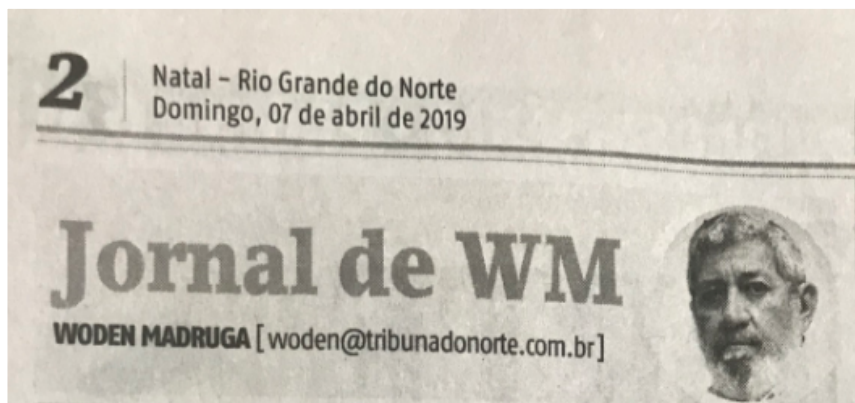 2
Natal – Rio Grande do Norte
Domingo, 07 de abril de 2019
Jornal de WM
WODEN MADRUGA [woden@tribunadonorte.com.br]